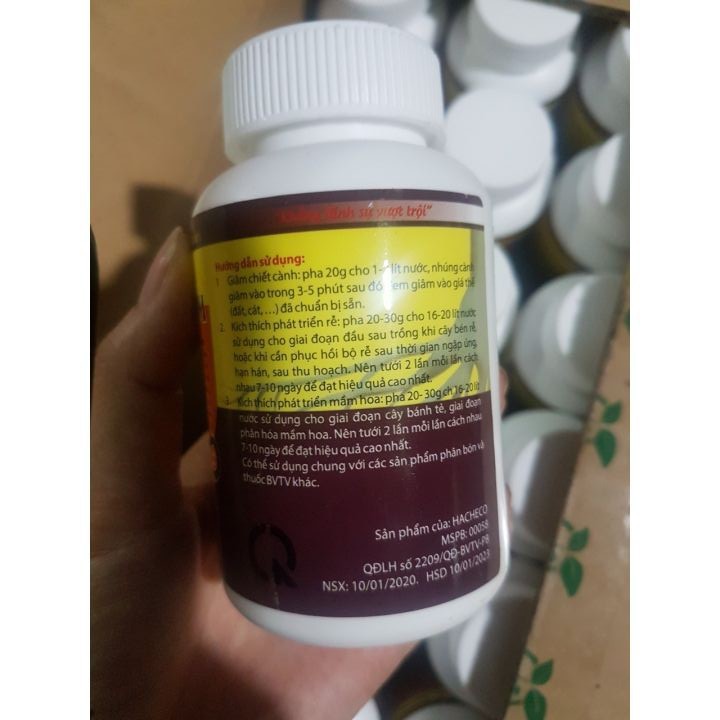 sự vượt trội"
Hướng dẫn sử dụng:
1 Giâm chiết cành: pha 20g cho 1- lít nước, nhúng cành
giâm vào trong 3-5 phút sau đó đem giâm vào giá thể
(đất, cát, ...) đã chuẩn bị sẵn.
2. Kích thích phát triển rễ: pha 20-30g cho 16-20 lít nước
sử dụng cho giai đoạn đầu sau trồng khi cây bén rễ,
hoặc khi cần phục hồi bộ rễ sau thời gian ngập úng,
hạn hán, sau thu hoạch. Nên tưới 2 lần mỗi lần cách
nhau 7-10 ngày để đạt hiệu quả cao nhất.
3. Kích thích phát triển mầm hoa: pha 20-30g ch 16-20 lít
nước sử dụng cho giai đoạn cây bánh tẻ, giai đoạn
phân hóa mầm hoa. Nên tưới 2 lần mỗi lần cách nhau
7-10 ngày để đạt hiệu quả cao nhất.
Có thể sử dụng chung với các sản phẩm phân bón và
thuốc BVTV khác.
Sản phẩm của: HACHECO
MSPB: 00058
QĐLH số 2209/QĐ-BVTV-PB
NSX: 10/01/2020. HSD 10/01/2023